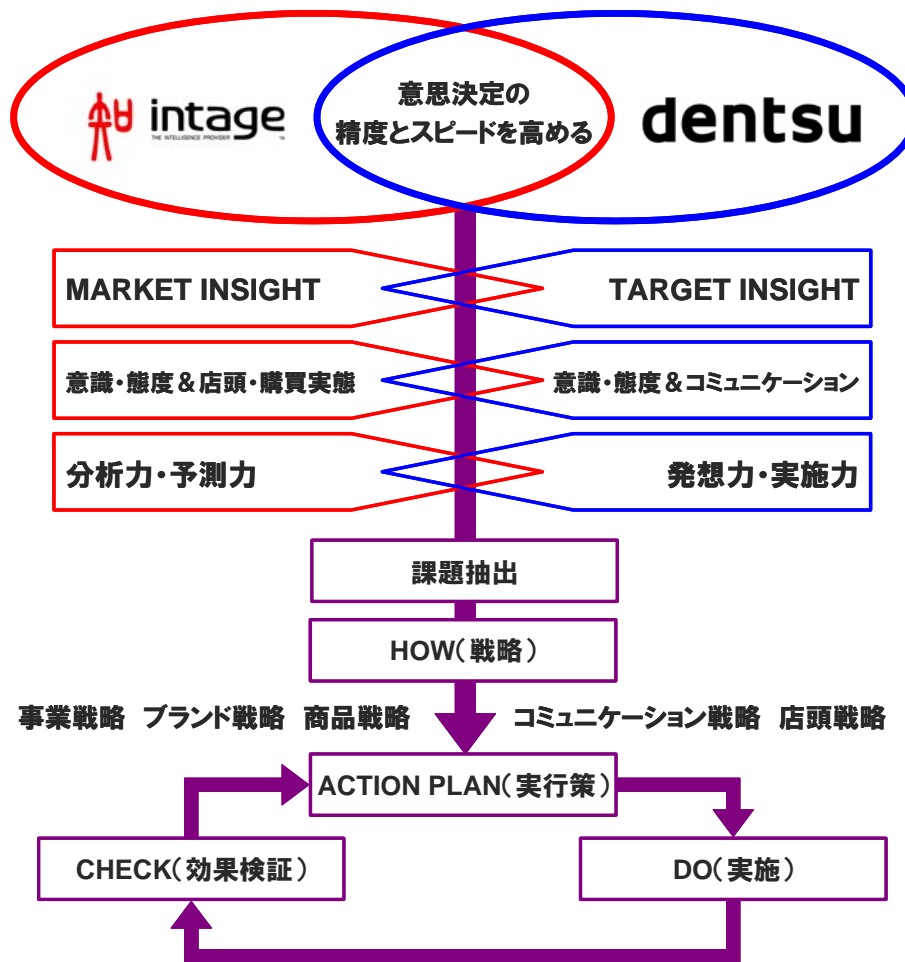 知 intage
THE INTELLIGENCE PROVIDER ™
意思決定の
精度とスピードを高める
dentsu
MARKET INSIGHT
TARGET INSIGHT
意識・態度&店頭・購買実態
意識・態度&コミュニケーション
分析力・予測力
発想力・実施力
課題抽出
HOW(戦略)
事業戦略 ブランド戦略 商品戦略
コミュニケーション戦略 店頭戦略
ACTION PLAN(実行策)
CHECK(効果検証)
DO(実施)